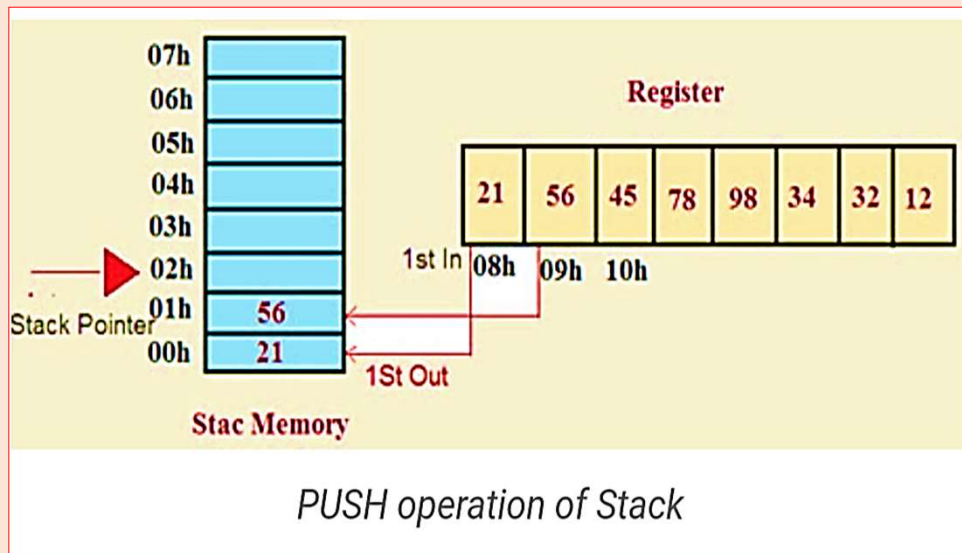 07h
06h
05h
04h
03h
02h
01h
00h
Stack Pointer
56
21
Stac Memory
Register
21 56 45 78 98 34 32 12
1st In 08h 09h 10h
1St Out
PUSH operation of Stack